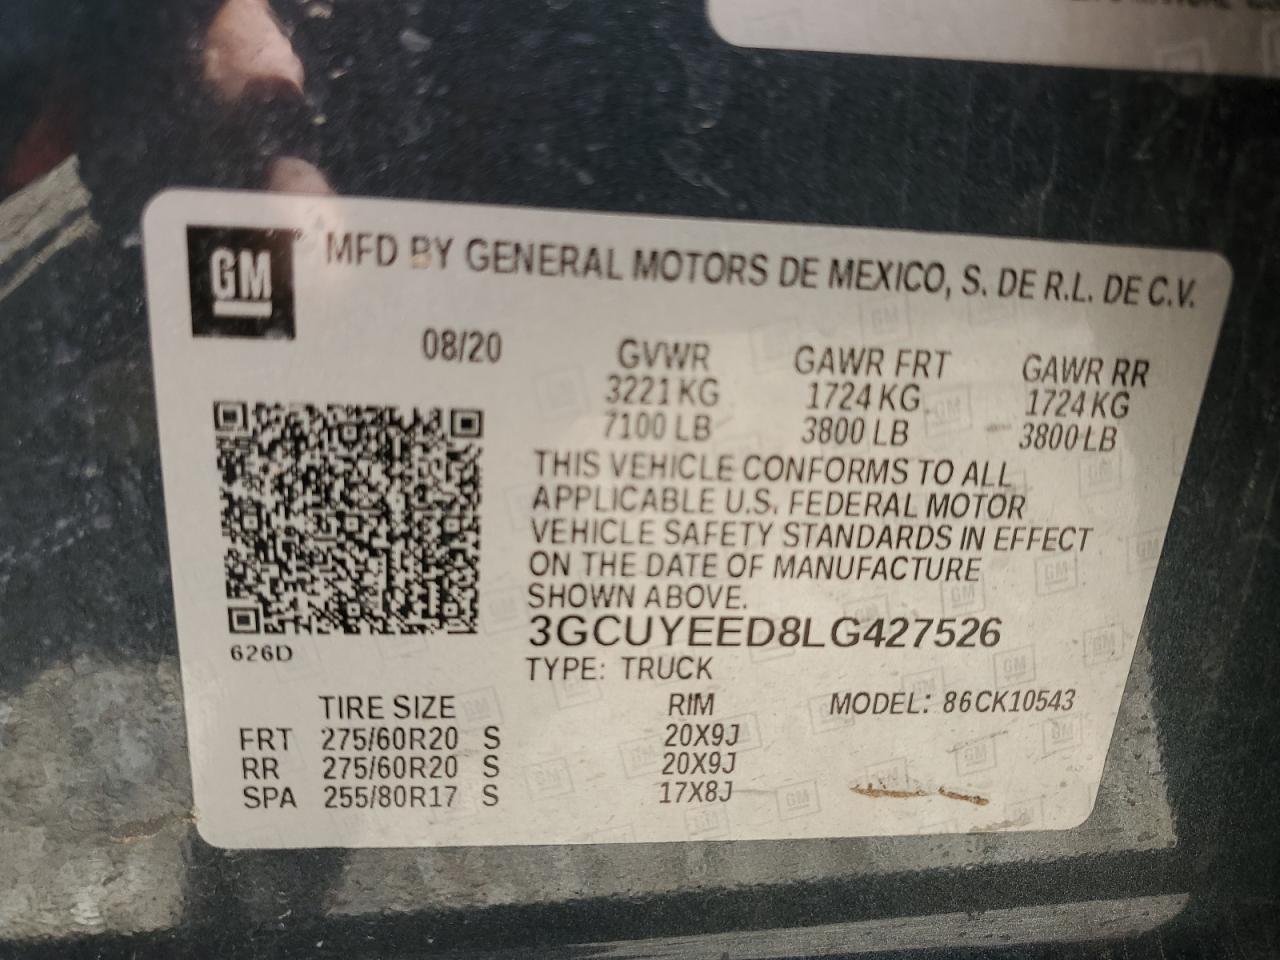 GM
MFD BY GENERAL MOTORS DE MEXICO, S. DE R.L. DE C.V.
08/20
GVWR GAWR FRT GAWR RR
3221 KG 1724 KG 1724 KG
7100 LB 3800 LB 3800 LB
THIS VEHICLE CONFORMS TO ALL
APPLICABLE U.S. FEDERAL MOTOR
VEHICLE SAFETY STANDARDS IN EFFECT
ON THE DATE OF MANUFACTURE
SHOWN ABOVE.
3GCUYEED8LG427526
626D
TYPE: TRUCK
TIRE SIZE RIM MODEL: 86CK10543
FRT 275/60R20 S 20X9J
RR 275/60R20 S 20X9J
SPA 255/80R17 S 17X8J